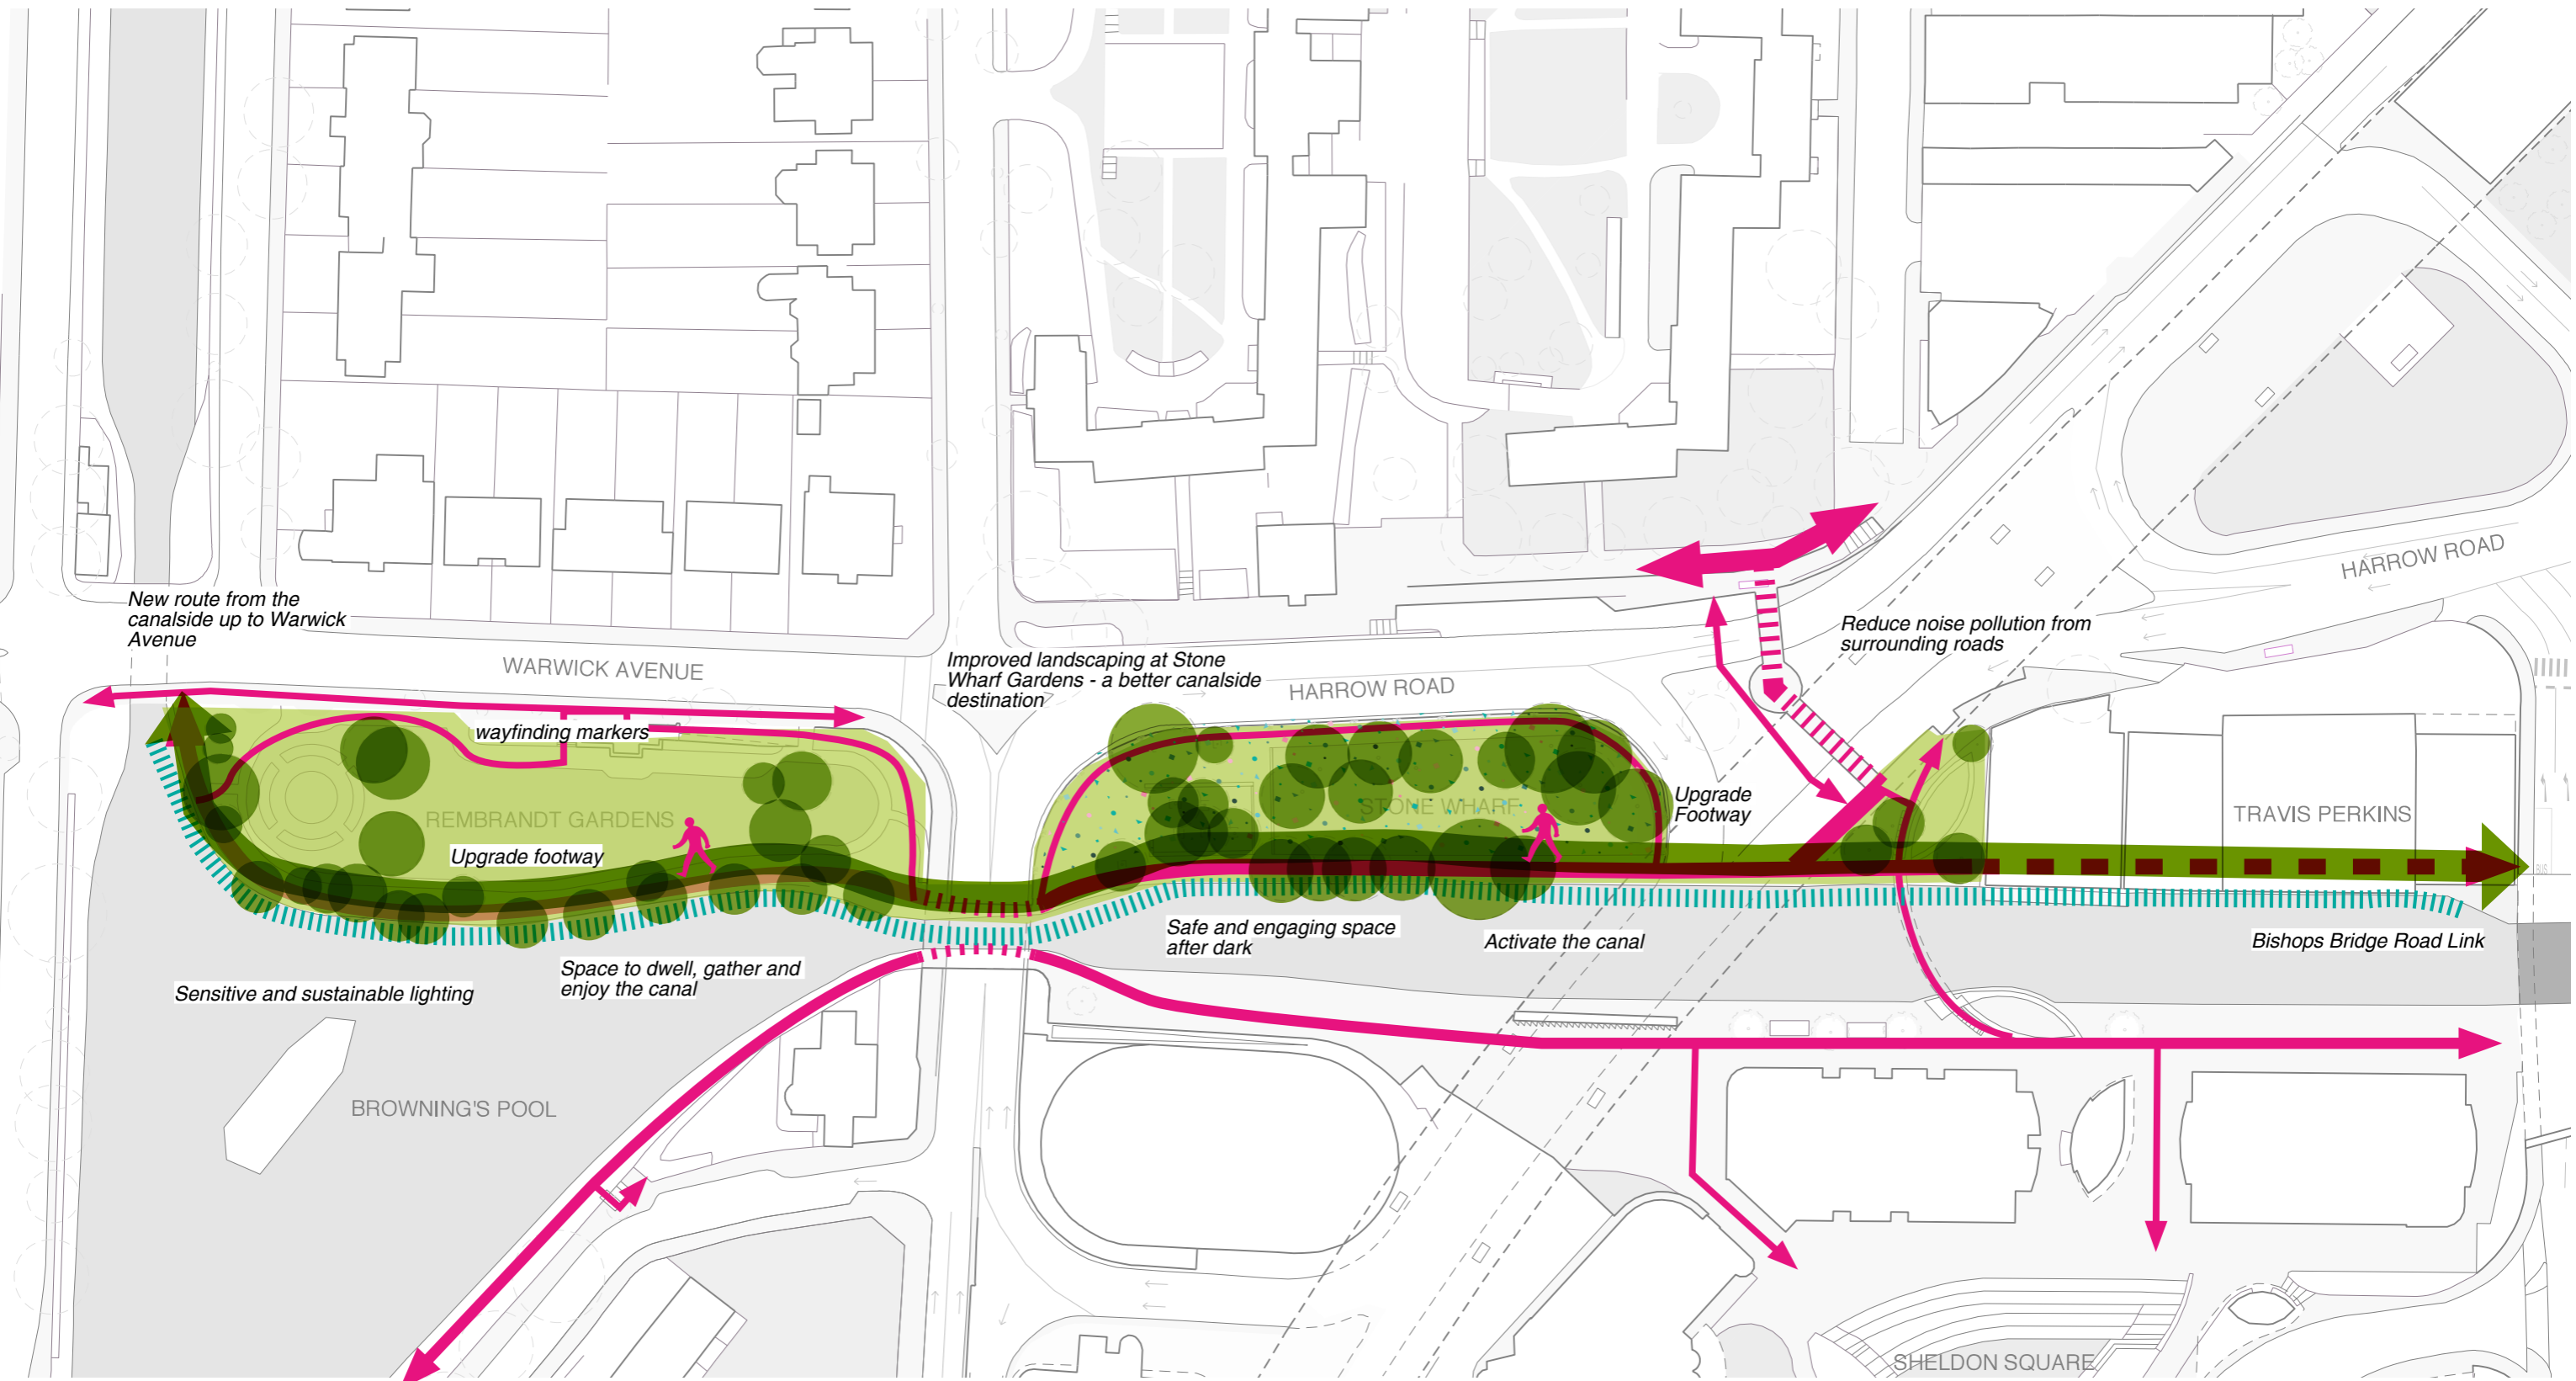 HARROW ROAD
New route from the
canalside up to Warwick
Avenue
Reduce noise pollution from
surrounding roads
WARWICK AVENUE
Improved landscaping at Stone
Wharf Gardens - a better canalside
destination
HARROW ROAD
wayfinding markers
REMBRANDT GARDENS
STONE WHARF
Upgrade
Footway
TRAVIS PERKINS
Upgrade footway
Safe and engaging space
after dark
Activate the canal
Bishops Bridge Road Link
Space to dwell, gather and
enjoy the canal
Sensitive and sustainable lighting
BROWNING'S POOL
SHELDON SQUARE